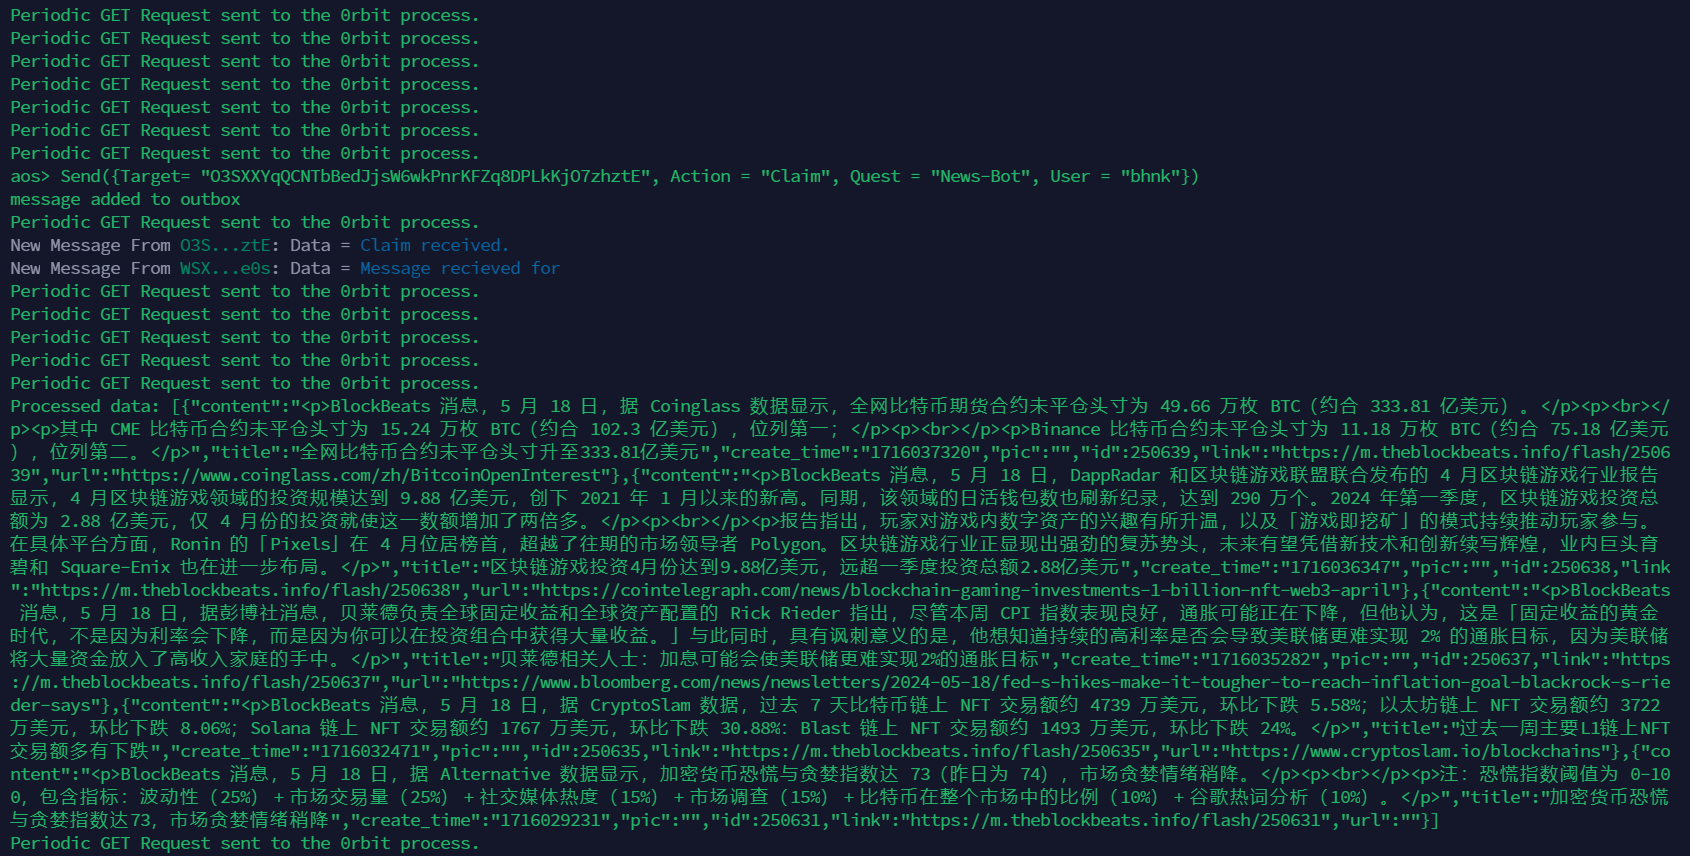 Periodic GET Request sent to the 0rbit process.
Periodic GET Request sent to the 0rbit process.
Periodic GET Request sent to the 0rbit process.
Periodic GET Request sent to the 0rbit process.
Periodic GET Request sent to the 0rbit process.
Periodic GET Request sent to the 0rbit process.
Periodic GET Request sent to the 0rbit process.
aos> Send({Target= "O3SXXYqQCNTbBedJjsW6wkPnrKFZq8DPLkKjO7zhztE", Action = "Claim", Quest = "News-Bot", User = "bhnk"})
message added to outbox
Periodic GET Request sent to the 0rbit process.
New Message From O3S...ztE: Data = Claim received.
New Message From WSX...e0s: Data = Message recieved for
Periodic GET Request sent to the 0rbit process.
Periodic GET Request sent to the 0rbit process.
Periodic GET Request sent to the 0rbit process.
Periodic GET Request sent to the 0rbit process.
Periodic GET Request sent to the 0rbit process.
Processed data: [{"content":"<p>BlockBeats 消息，5 月 18 日，据 Coinglass 数据显示，全网比特币期货合约未平仓头寸为 49.66 万枚 BTC（约合 333.81 亿美元）。</p><p><br></
p><p>其中 CME 比特币合约未平仓头寸为 15.24 万枚 BTC（约合 102.3 亿美元），位列第一；</p><p><br></p><p>Binance 比特币合约未平仓头寸为 11.18 万枚 BTC（约合 75.18 亿美元
），位列第二。</p>","title":"全网比特币合约未平仓头寸升至333.81亿美元","create_time":"1716037320","pic":"","id":250639,"link":"https://m.theblockbeats.info/flash/2506
39","url":"https://www.coinglass.com/zh/BitcoinOpenInterest"},{"content":"<p>BlockBeats 消息，5 月 18 日，DappRadar 和区块链游戏联盟联合发布的 4 月区块链游戏行业报告
显示，4 月区块链游戏领域的投资规模达到 9.88 亿美元，创下 2021 年 1 月以来的新高。同期，该领域的日活钱包数也刷新纪录，达到 290 万个。2024 年第一季度，区块链游戏投资总
额为 2.88 亿美元，仅 4 月份的投资就使这一数额增加了两倍多。</p><p><br></p><p>报告指出，玩家对游戏内数字资产的兴趣有所升温，以及「游戏即挖矿」的模式持续推动玩家参与。
在具体平台方面，Ronin 的「Pixels」在 4 月位居榜首，超越了往期的市场领导者 Polygon。区块链游戏行业正显现出强劲的复苏势头，未来有望凭借新技术和创新续写辉煌，业内巨头育
碧和 Square-Enix 也在进一步布局。</p>","title":"区块链游戏投资4月份达到9.88亿美元，远超一季度投资总额2.88亿美元","create_time":"1716036347","pic":"","id":250638,"link
":"https://m.theblockbeats.info/flash/250638","url":"https://cointelegraph.com/news/blockchain-gaming-investments-1-billion-nft-web3-april"},{"content":"<p>BlockBeats
消息，5 月 18 日，据彭博社消息，贝莱德负责全球固定收益和全球资产配置的 Rick Rieder 指出，尽管本周 CPI 指数表现良好，通胀可能正在下降，但他认为，这是「固定收益的黄金
时代，不是因为利率会下降，而是因为你可以在投资组合中获得大量收益。」与此同时，具有讽刺意义的是，他想知道持续的高利率是否会导致美联储更难实现 2% 的通胀目标，因为美联储
将大量资金放入了高收入家庭的手中。</p>","title":"贝莱德相关人士：加息可能会使美联储更难实现2%的通胀目标","create_time":"1716035282","pic":"","id":250637,"link":"https
://m.theblockbeats.info/flash/250637","url":"https://www.bloomberg.com/news/newsletters/2024-05-18/fed-s-hikes-make-it-tougher-to-reach-inflation-goal-blackrock-s-rie
der-says"},{"content":"<p>BlockBeats 消息，5 月 18 日，据 CryptoSlam 数据，过去 7 天比特币链上 NFT 交易额约 4739 万美元，环比下跌 5.58%；以太坊链上 NFT 交易额约 3722
万美元，环比下跌 8.06%；Solana 链上 NFT 交易额约 1767 万美元，环比下跌 30.88%：Blast 链上 NFT 交易额约 1493 万美元，环比下跌 24%。</p>","title":"过去一周主要L1链上NFT
交易额多有下跌","create_time":"1716032471","pic":"","id":250635,"link":"https://m.theblockbeats.info/flash/250635","url":"https://www.cryptoslam.io/blockchains"},{"co
ntent":"<p>BlockBeats 消息，5 月 18 日，据 Alternative 数据显示，加密货币恐慌与贪婪指数达 73（昨日为 74），市场贪婪情绪稍降。</p><p><br></p><p>注：恐慌指数阈值为 0-10
0，包含指标：波动性（25%）＋市场交易量（25%）＋社交媒体热度（15%）＋市场调查（15%）＋比特币在整个市场中的比例（10%）＋谷歌热词分析（10%）。</p>","title":"加密货币恐慌
与贪婪指数达73，市场贪婪情绪稍降","create_time":"1716029231","pic":"","id":250631,"link":"https://m.theblockbeats.info/flash/250631","url":""}]
Periodic GET Request sent to the 0rbit process.